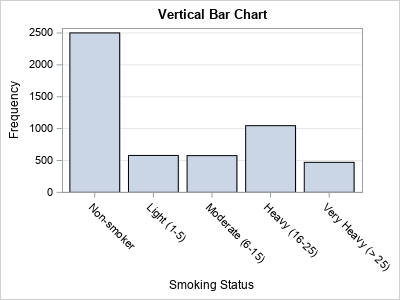 Vertical Bar Chart
Frequency
2500
2000
1500
1000
500
0
Non-smoker
Light (1-5)
Moderate (6-15)
Heavy (16-25)
Very Heavy (> 25)
Smoking Status